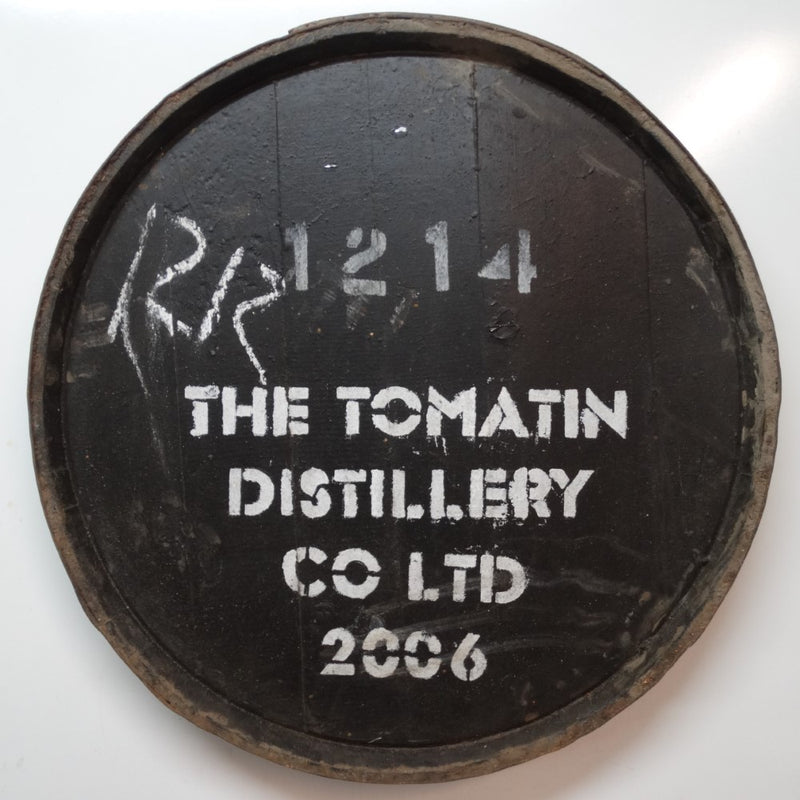 RR 1214
THE TOMATIN
DISTILLERY
CO LTD
2006